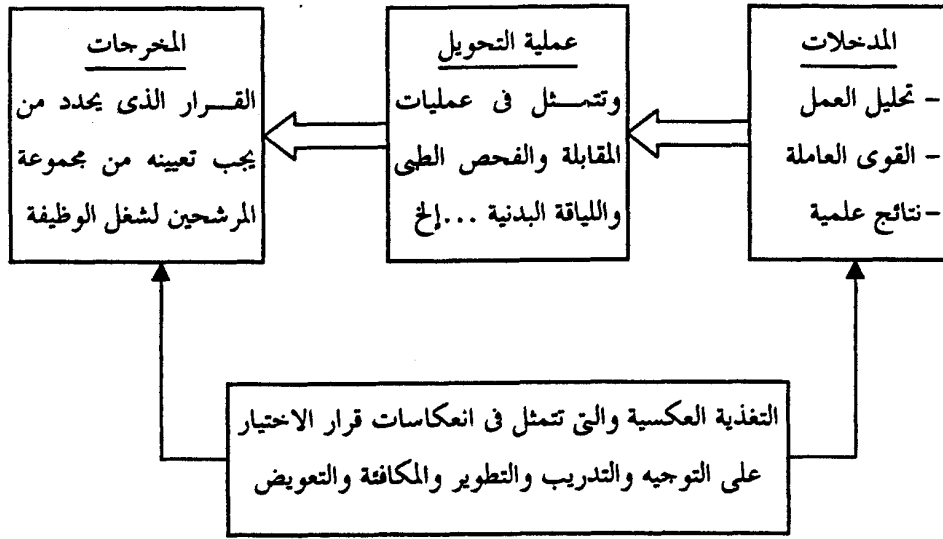 المدخلات
- تحليل العمل
- القوى العاملة
- نتائج علمية
عملية التحويل
وتتمثل فى عمليات
المقابلة والفحص الطبى
واللياقة البدنية ...إلخ
المخرجات
القرار الذى يحدد من
يجب تعيينه من مجموعة
المرشحين لشغل الوظيفة
التغذية العكسية والتى تتمثل فى انعكاسات قرار الاختيار
على التوجيه والتدريب والتطوير والمكافئة والتعويض